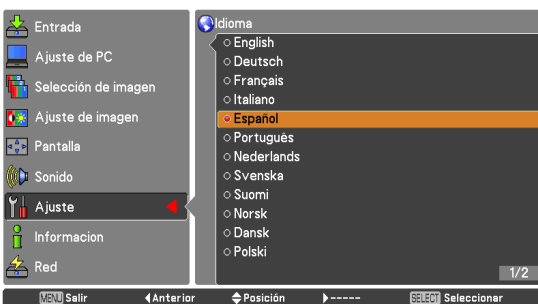 Entrada
Ajuste de PC
Selección de imagen
Ajuste de imagen
Pantalla
Sonido
Ajuste
Informacion
Red
Idioma
English
Deutsch
Français
Italiano
Español
Português
Nederlands
Svenska
Suomi
Norsk
Dansk
Polski
1/2
MENU Salir Anterior Posición ----- SELECT Seleccionar